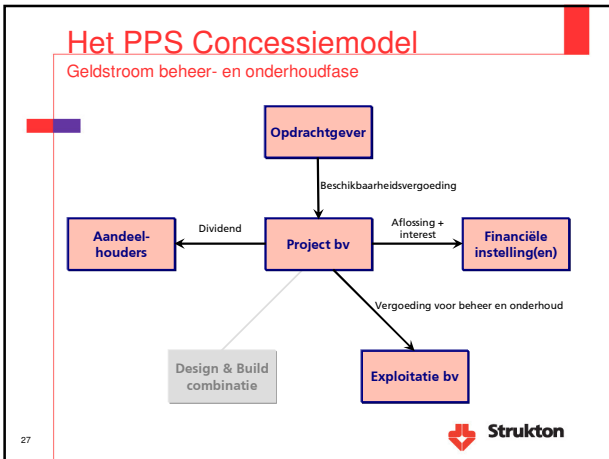 Het PPS Concessiemodel
Geldstroom beheer- en onderhoudfase
Opdrachtgever
Beschikbaarheidsvergoeding
Aandeel-
houders
Dividend
Project bv
Aflossing +
interest
Financiële
instelling(en)
Vergoeding voor beheer en onderhoud
Design & Build
combinatie
Exploitatie bv
27
Strukton